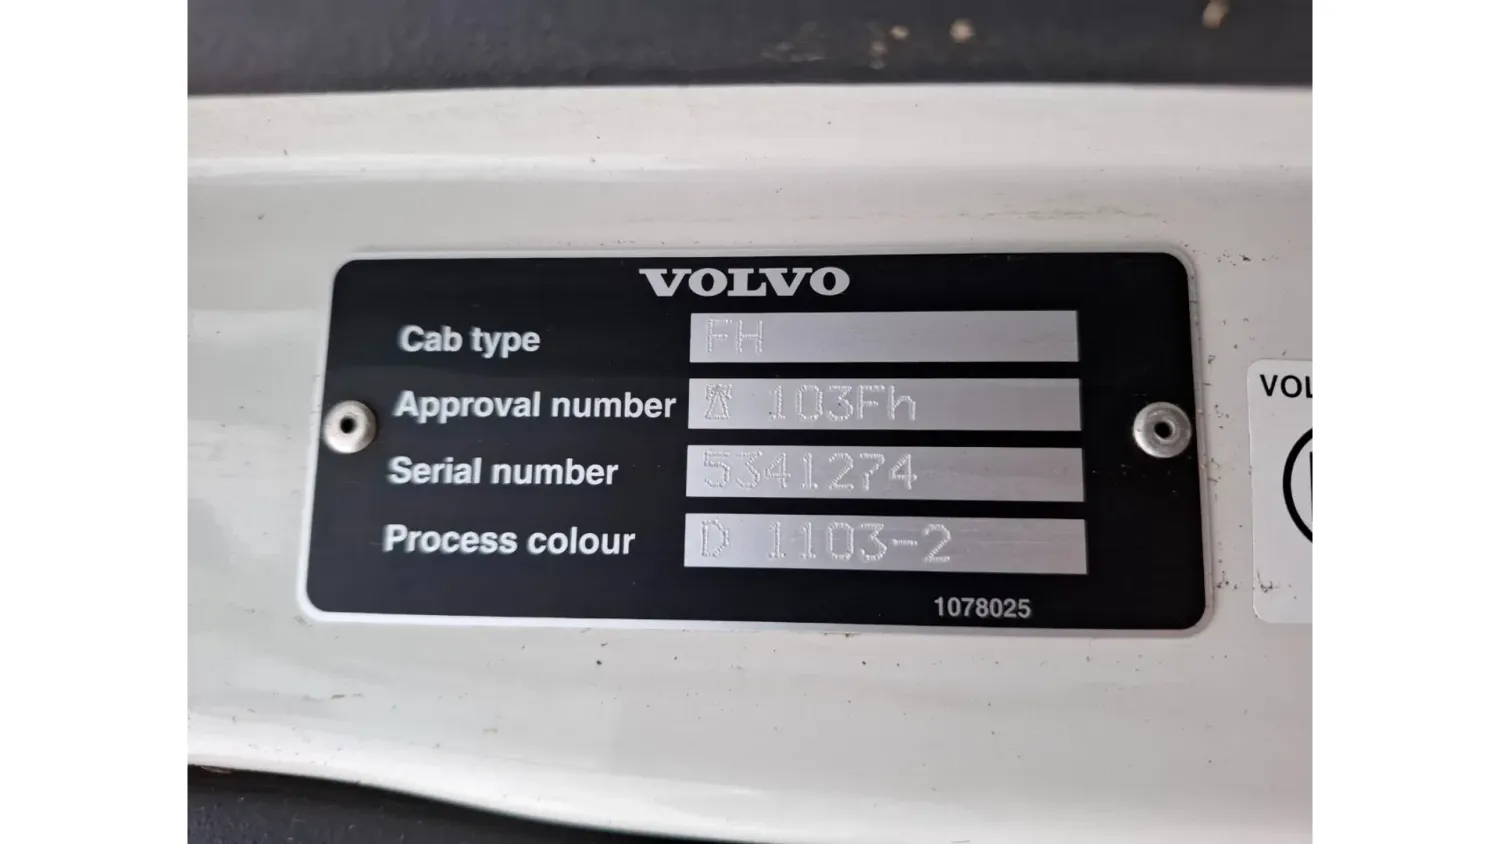 VOLVO
Cab type FH
Approval number 103Fh
Serial number 5341274
Process colour D 1103-2
1078025
VOL